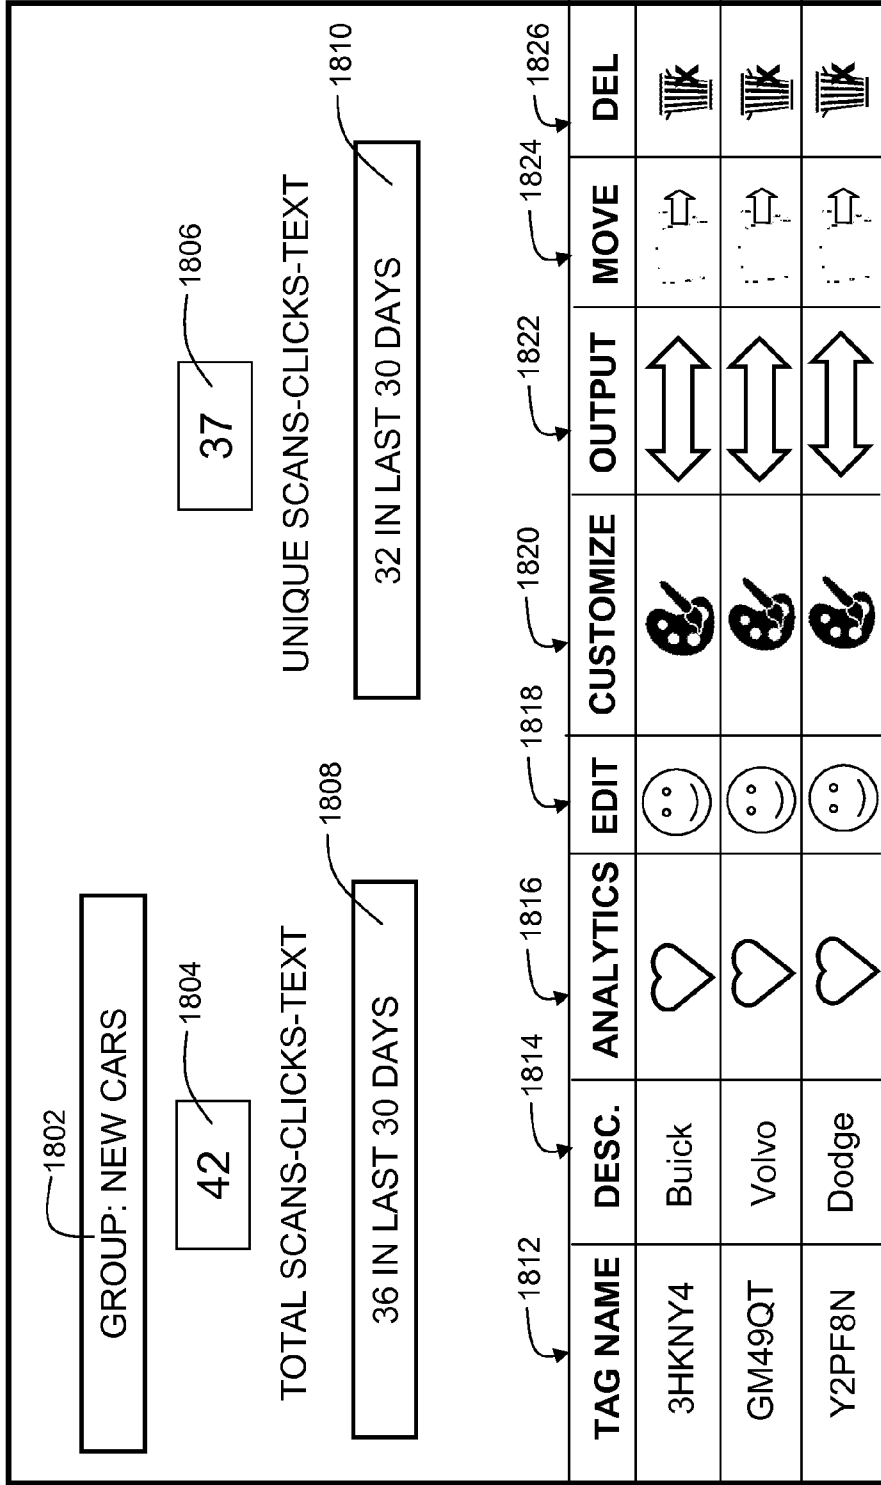 1802
GROUP: NEW CARS
1804
1806
42
37
TOTAL SCANS-CLICKS-TEXT
UNIQUE SCANS-CLICKS-TEXT
1808
1810
36 IN LAST 30 DAYS
32 IN LAST 30 DAYS
1812 1814 1816 1818 1820 1822 1824 1826
TAG NAME DESC. ANALYTICS EDIT CUSTOMIZE OUTPUT MOVE DEL
3HKNY4 Buick
GM49QT Volvo
Y2PF8N Dodge